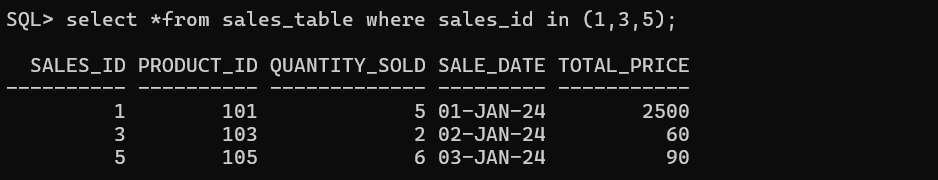 SQL> select *from sales_table where sales_id in (1,3,5);
  SALES_ID PRODUCT_ID QUANTITY_SOLD SALE_DATE TOTAL_PRICE
---------- ---------- ------------- --------- -----------
         1        101             5 01-JAN-24        2500
         3        103             2 02-JAN-24          60
         5        105             6 03-JAN-24          90